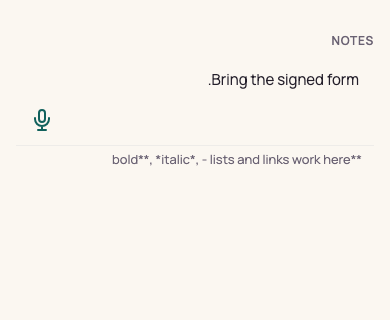 NOTES
.Bring the signed form
bold**, *italic*, - lists and links work here**